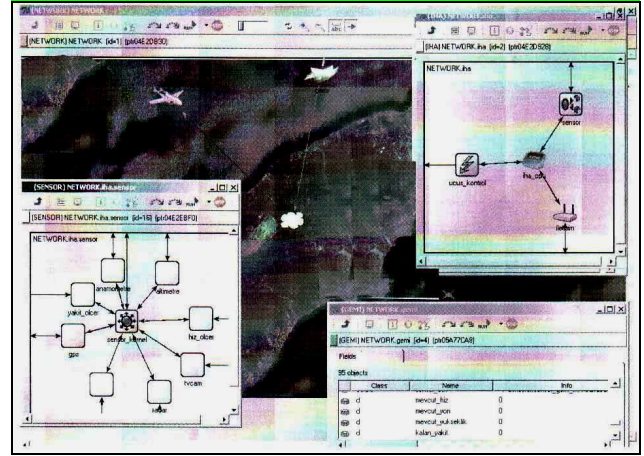 (NETWORK) NETWORK
(NETWORK) NETWORK (id=1) (ptr04E2DB30)
(IHA) NETWORK.iha
(IHA) NETWORK.iha (id=2) (ptr04E2D928)
NETWORK.iha
sensor
ucus_kontrol
iha_cpu
iletisim
(SENSOR) NETWORK.iha.sensor
(SENSOR) NETWORK.iha.sensor (id=16) (ptr04E2EBF0)
NETWORK.iha.sensor
anamometre
altimetre
yakit_olcer
hiz_olcer
sensor_kernel
gps
tvcam
radar
(GEMI) NETWORK.gemi
(GEMI) NETWORK.gemi (id=4) (ptr05A77CA8)
Fields
95 objects
Class Name Info
d mevcut_hiz 0
d mevcut_yon 0
d mevcut_yukseklik 0
d kalan_yakit 0